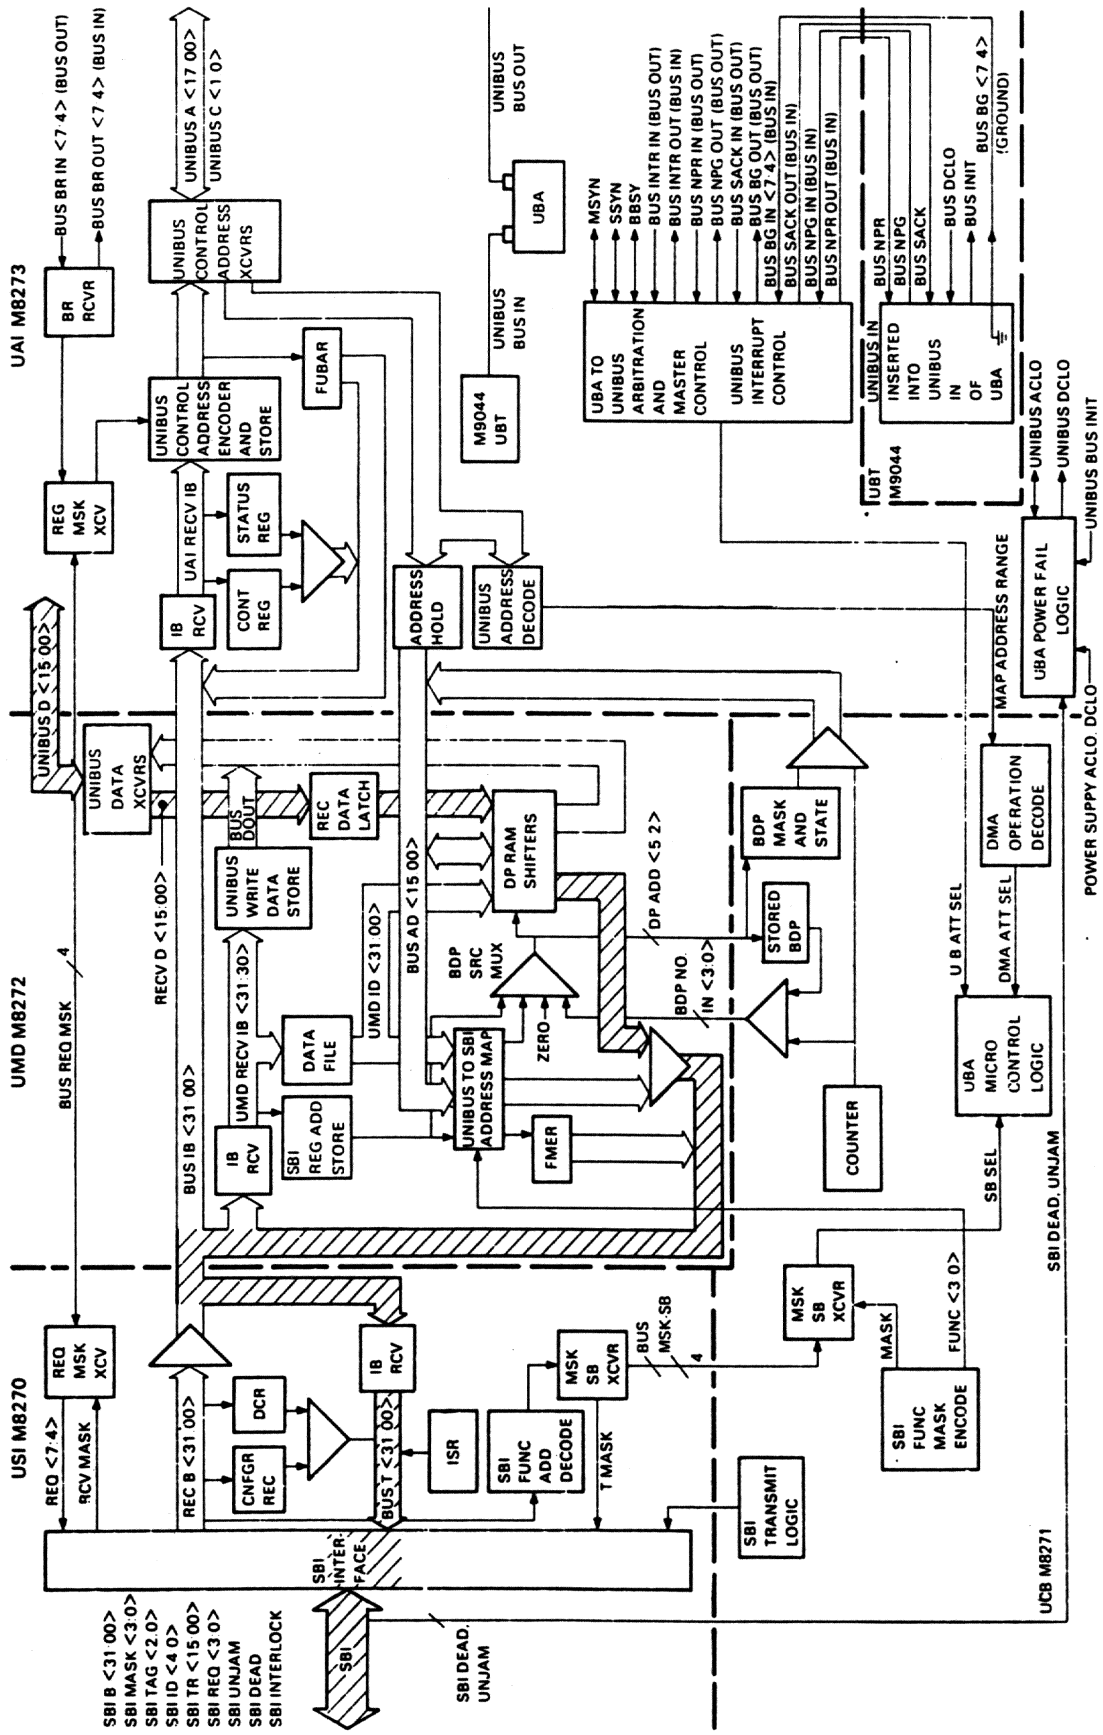 USI M8270
UMD M8272
UAI M8273
SBI B <31:00>
SBI MASK <3:0>
SBI TAG <2:0>
SBI ID <4:0>
SBI TR <15:00>
SBI REQ <3:0>
SBI UNJAM
SBI DEAD
SBI INTERLOCK
SBI
SBI DEAD,
UNJAM
SBI
INTER-
FACE
REQ <7:4>
RCV MASK
REQ
MSK
XCV
BUS REQ MSK
4
REC B <31:00>
CNFGR
REC
DCR
BUS T <31:00>
IB
RCV
ISR
SBI
FUNC
ADD
DECODE
MSK
SB
XCVR
T MASK
BUS
MSK-SB
4
SBI
TRANSMIT
LOGIC
UCB M8271
SBI
FUNC
MASK
ENCODE
MASK
FUNC <3:0>
MSK
SB
XCVR
SB SEL
SBI DEAD, UNJAM
BUS IB <31:00>
IB
RCV
UMD RECV IB <31:30>
SBI
REG ADD
STORE
DATA
FILE
UNIBUS
WRITE
DATA
STORE
BUS
DOUT
RECV D <15:00>
UNIBUS
DATA
XCVRS
UNIBUS D <15:00>
REC
DATA
LATCH
UMD ID <31:00>
BUS AD <15:00>
UNIBUS TO SBI
ADDRESS MAP
FMER
ZERO
BDP
SRC
MUX
DP RAM
SHIFTERS
DP ADD <5:2>
BDP NO.
IN <3:0>
STORED
BDP
BDP MASK
AND
STATE
COUNTER
UBA
MICRO
CONTROL
LOGIC
U B ATT SEL
DMA ATT SEL
DMA
OPERATION
DECODE
MAP ADDRESS RANGE
POWER SUPPLY ACLO, DCLO
UBA POWER FAIL
LOGIC
UNIBUS ACLO
UNIBUS DCLO
UNIBUS BUS INIT
REG
MSK
XCV
BR
RCVR
BUS BR IN <7:4> (BUS OUT)
BUS BR OUT <7:4> (BUS IN)
IB
RCV
UAI RECV IB
CONT
REG
STATUS
REG
UNIBUS
CONTROL
ADDRESS
ENCODER
AND
STORE
FUBAR
UNIBUS
CONTROL
ADDRESS
XCVRS
UNIBUS A <17:00>
UNIBUS C <1:0>
ADDRESS
HOLD
UNIBUS
ADDRESS
DECODE
M9044
UBT
UNIBUS
BUS IN
UBA
UNIBUS
BUS OUT
UBA TO
UNIBUS
ARBITRATION
AND
MASTER
CONTROL
UNIBUS
INTERRUPT
CONTROL
MSYN
SSYN
BBSY
BUS INTR IN (BUS OUT)
BUS INTR OUT (BUS IN)
BUS NPR IN (BUS OUT)
BUS NPG OUT (BUS OUT)
BUS SACK IN (BUS OUT)
BUS BG OUT (BUS OUT)
BUS BG IN <7:4> (BUS IN)
BUS SACK OUT (BUS IN)
BUS NPG IN (BUS IN)
BUS NPR OUT (BUS IN)
UBT
M9044
UNIBUS IN
INSERTED
INTO
UNIBUS
IN
OF
UBA
BUS NPR
BUS NPG
BUS SACK
BUS DCLO
BUS INIT
BUS BG <7:4>
(GROUND)